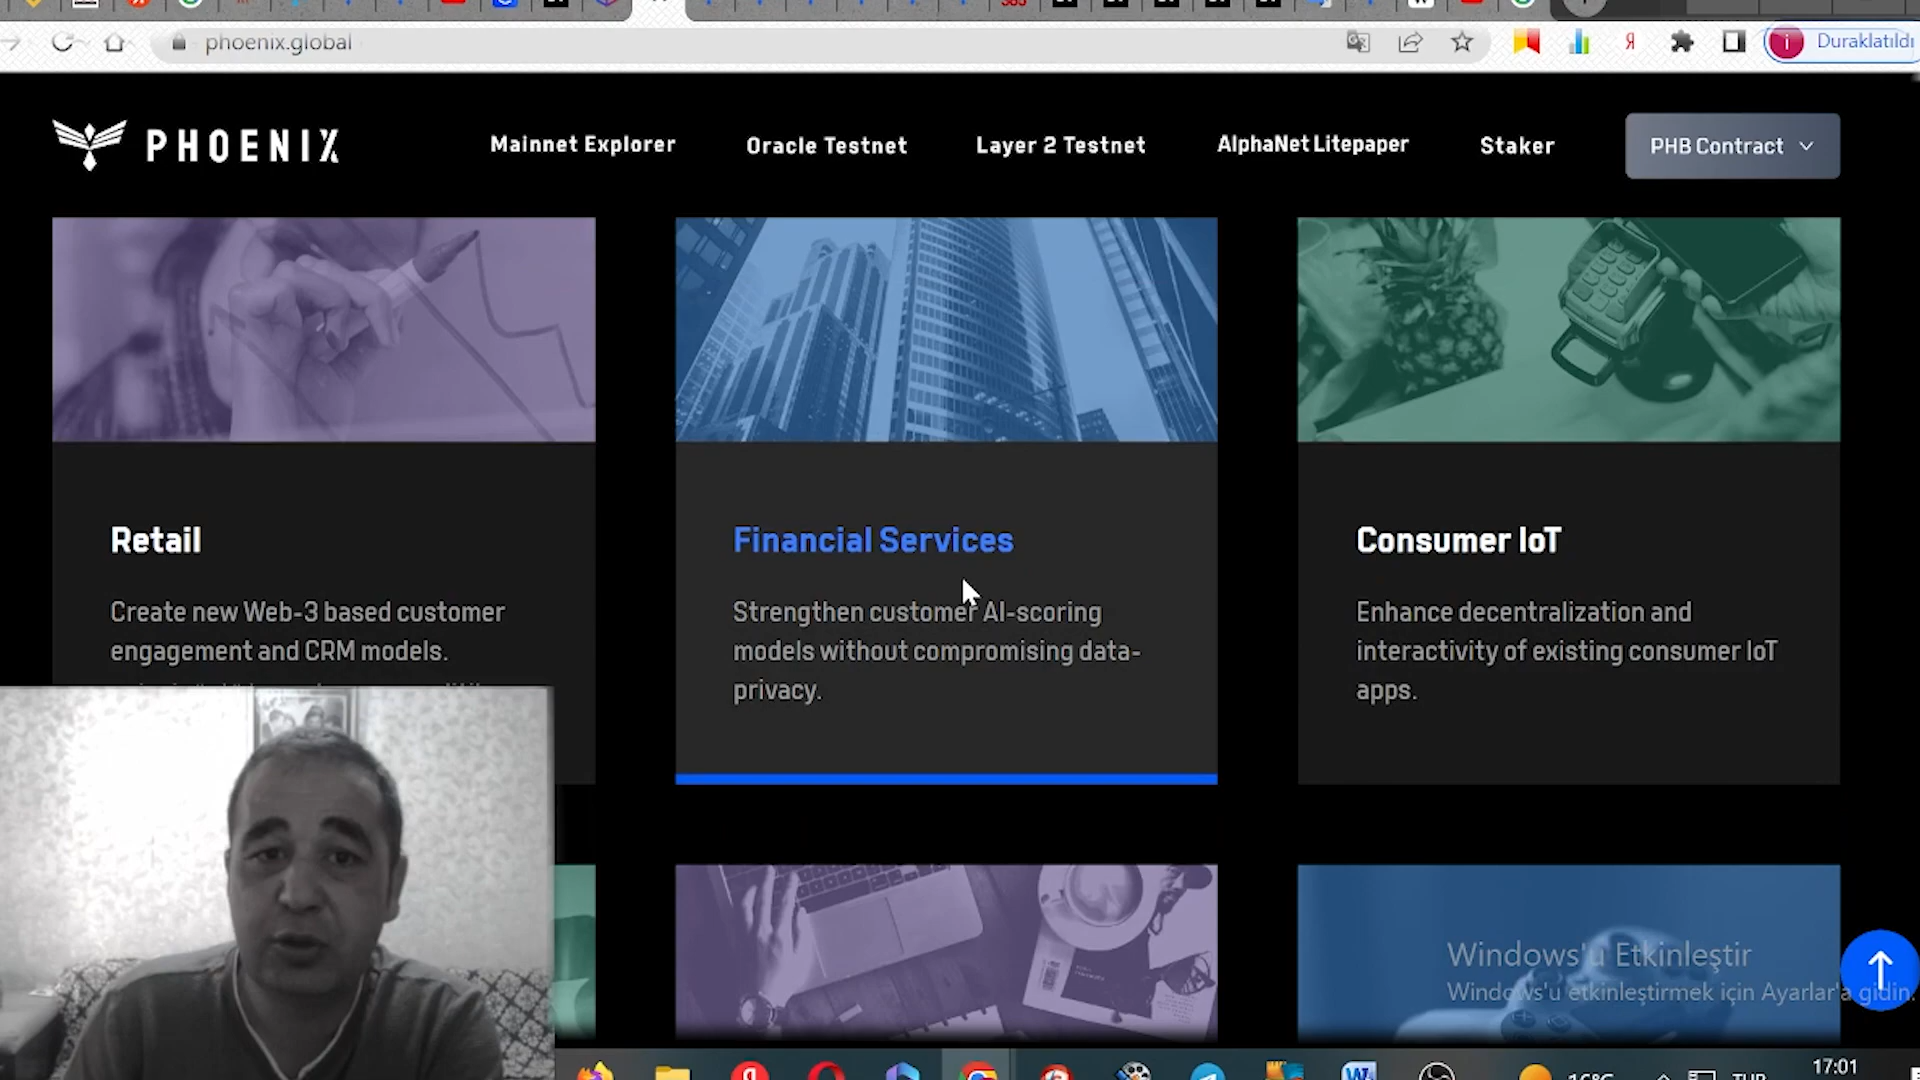 phoenix.global
Duraklatıldı
PHOENIX
Mainnet Explorer
Oracle Testnet
Layer 2 Testnet
AlphaNet Litepaper
Staker
PHB Contract
Retail
Create new Web-3 based customer
engagement and CRM models.
Financial Services
Strengthen customer AI-scoring
models without compromising data-
privacy.
Consumer IoT
Enhance decentralization and
interactivity of existing consumer IoT
apps.
Windows'u Etkinleştir
Windows'u etkinleştirmek için Ayarlar'a gidin.
16°C
TUR
17:01